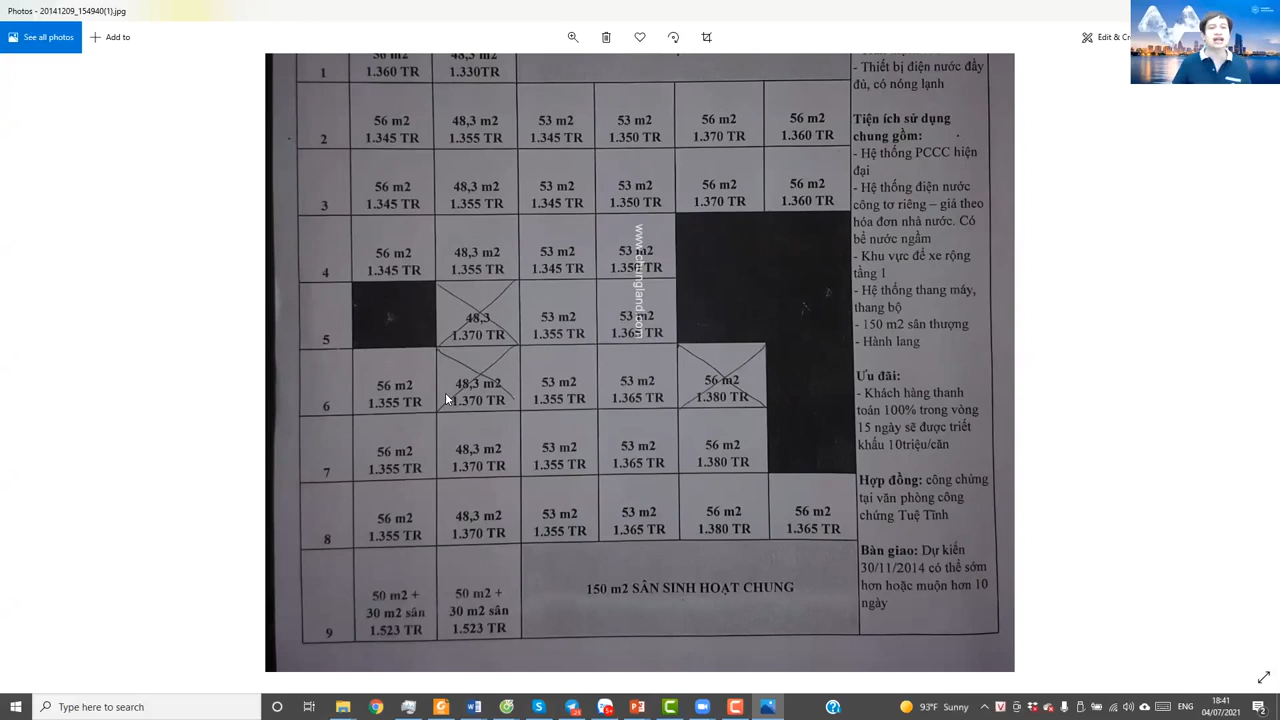 Photos - 20141209_154940(1).jpg
See all photos
Add to
Edit & Cr
56 m2 48,3 m2
1 1.360 TR 1.330TR
56 m2 48,3 m2 53 m2 53 m2 56 m2 56 m2
2 1.345 TR 1.355 TR 1.345 TR 1.350 TR 1.370 TR 1.360 TR
56 m2 48,3 m2 53 m2 53 m2 56 m2 56 m2
3 1.345 TR 1.355 TR 1.345 TR 1.350 TR 1.370 TR 1.360 TR
56 m2 48,3 m2 53 m2 53 m2
4 1.345 TR 1.355 TR 1.345 TR 1.350 TR
48,3 53 m2 53 m2
5 1.370 TR 1.355 TR 1.365 TR
56 m2 48,3 m2 53 m2 53 m2 56 m2
6 1.355 TR 1.370 TR 1.355 TR 1.365 TR 1.380 TR
56 m2 48,3 m2 53 m2 53 m2 56 m2
7 1.355 TR 1.370 TR 1.355 TR 1.365 TR 1.380 TR
56 m2 48,3 m2 53 m2 53 m2 56 m2 56 m2
8 1.355 TR 1.370 TR 1.355 TR 1.365 TR 1.380 TR 1.365 TR
50 m2 + 50 m2 +
30 m2 sân 30 m2 sân
9 1.523 TR 1.523 TR
150 m2 SÂN SINH HOẠT CHUNG
www.chungland.com
- Thiết bị điện nước đầy
đủ, có nóng lạnh
Tiện ích sử dụng
chung gồm:
- Hệ thống PCCC hiện
đại
- Hệ thống điện nước
công tơ riêng – giá theo
hóa đơn nhà nước. Có
bể nước ngầm
- Khu vực để xe rộng
tầng 1
- Hệ thống thang máy,
thang bộ
- 150 m2 sân thượng
- Hành lang
Ưu đãi:
- Khách hàng thanh
toán 100% trong vòng
15 ngày sẽ được triết
khấu 10triệu/căn
Hợp đồng: công chứng
tại văn phòng công
chứng Tuệ Tĩnh
Bàn giao: Dự kiến
30/11/2014 có thể sớm
hơn hoặc muộn hơn 10
ngày
Type here to search
93°F Sunny
ENG
18:41
04/07/2021